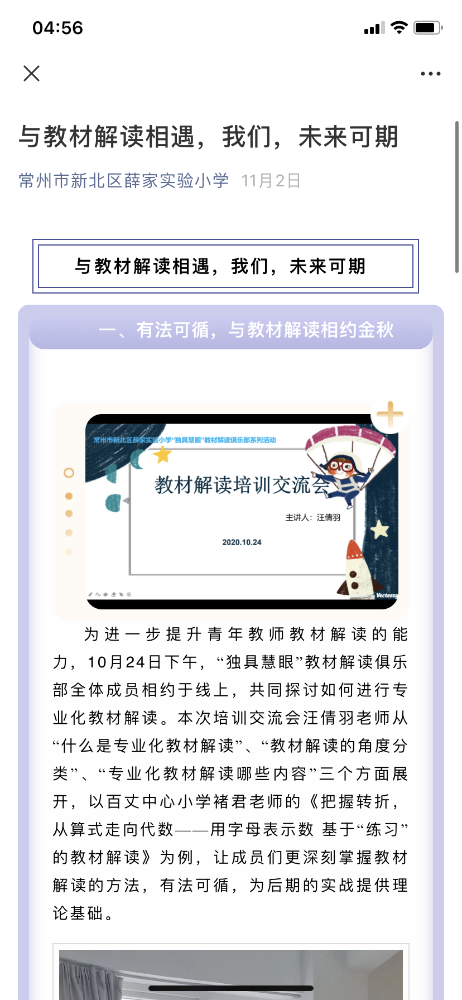 04:56
与教材解读相遇，我们，未来可期
常州市新北区薛家实验小学 11月2日
与教材解读相遇，我们，未来可期
一、有法可循，与教材解读相约金秋
常州市新北区薛家实验小学“独具慧眼”教材解读俱乐部系列活动
教材解读培训交流会
主讲人：汪倩羽
2020.10.24
Designed by Vecteezy
为进一步提升青年教师教材解读的能
力，10月24日下午，“独具慧眼”教材解读俱乐
部全体成员相约于线上，共同探讨如何进行专
业化教材解读。本次培训交流会汪倩羽老师从
“什么是专业化教材解读”、“教材解读的角度分
类”、“专业化教材解读哪些内容”三个方面展
开，以百丈中心小学褚君老师的《把握转折，
从算式走向代数——用字母表示数 基于“练习”
的教材解读》为例，让成员们更深刻掌握教材
解读的方法，有法可循，为后期的实战提供理
论基础。